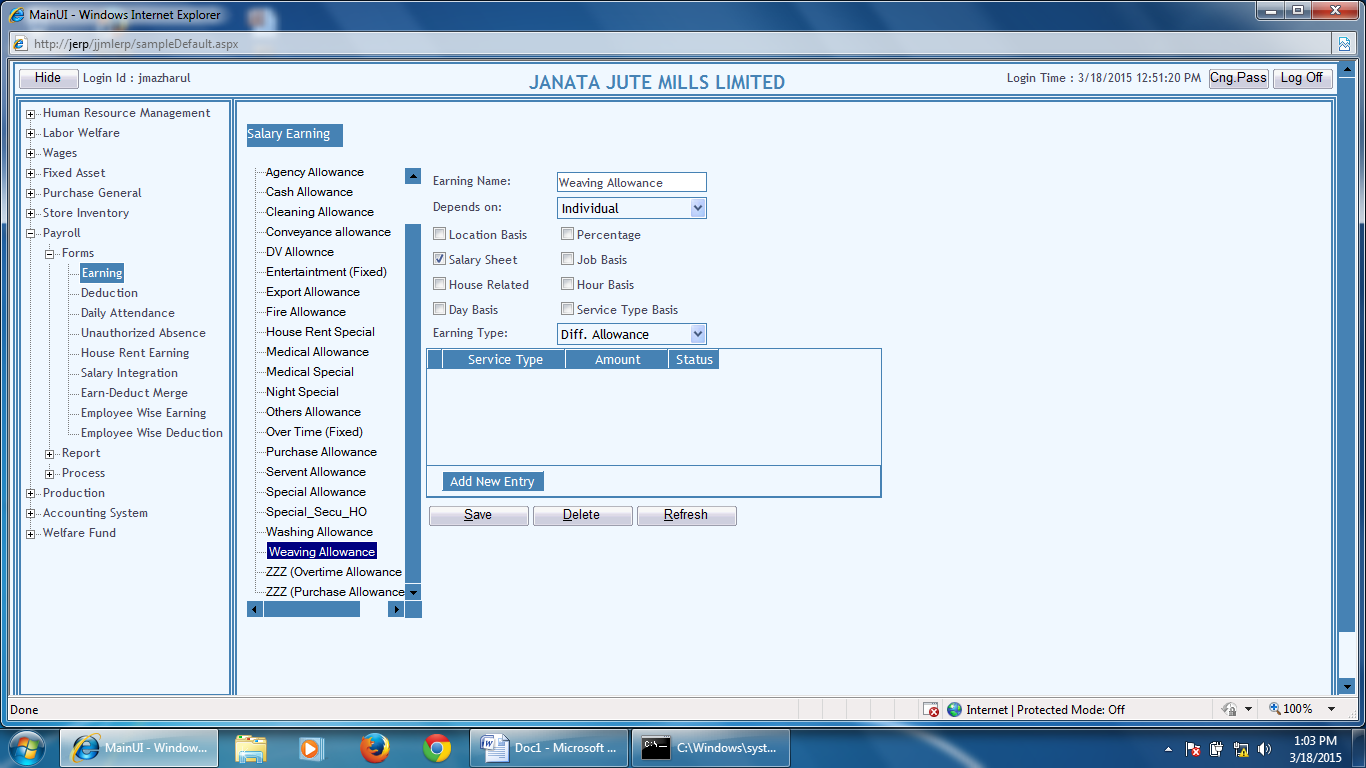 MainUI - Windows Internet Explorer
http://jerp/jjmlerp/sampleDefault.aspx
Hide Login Id : jmazharul
JANATA JUTE MILLS LIMITED
Login Time : 3/18/2015 12:51:20 PM Cng.Pass Log Off
Human Resource Management
Labor Welfare
Wages
Fixed Asset
Purchase General
Store Inventory
Payroll
Forms
Earning
Deduction
Daily Attendance
Unauthorized Absence
House Rent Earning
Salary Integration
Earn-Deduct Merge
Employee Wise Earning
Employee Wise Deduction
Report
Process
Production
Accounting System
Welfare Fund
Salary Earning
Agency Allowance
Cash Allowance
Cleaning Allowance
Conveyance allowance
DV Allownce
Entertaintment (Fixed)
Export Allowance
Fire Allowance
House Rent Special
Medical Allowance
Medical Special
Night Special
Others Allowance
Over Time (Fixed)
Purchase Allowance
Servent Allowance
Special Allowance
Special_Secu_HO
Washing Allowance
Weaving Allowance
ZZZ (Overtime Allowance
ZZZ (Purchase Allowance
Earning Name: Weaving Allowance
Depends on: Individual
Location Basis Percentage
Salary Sheet Job Basis
House Related Hour Basis
Day Basis Service Type Basis
Earning Type: Diff. Allowance
Service Type Amount Status
Add New Entry
Save Delete Refresh
Done Internet | Protected Mode: Off 100%
MainUI - Window... Doc1 - Microsoft ... C:\Windows\syst...
1:03 PM
3/18/2015